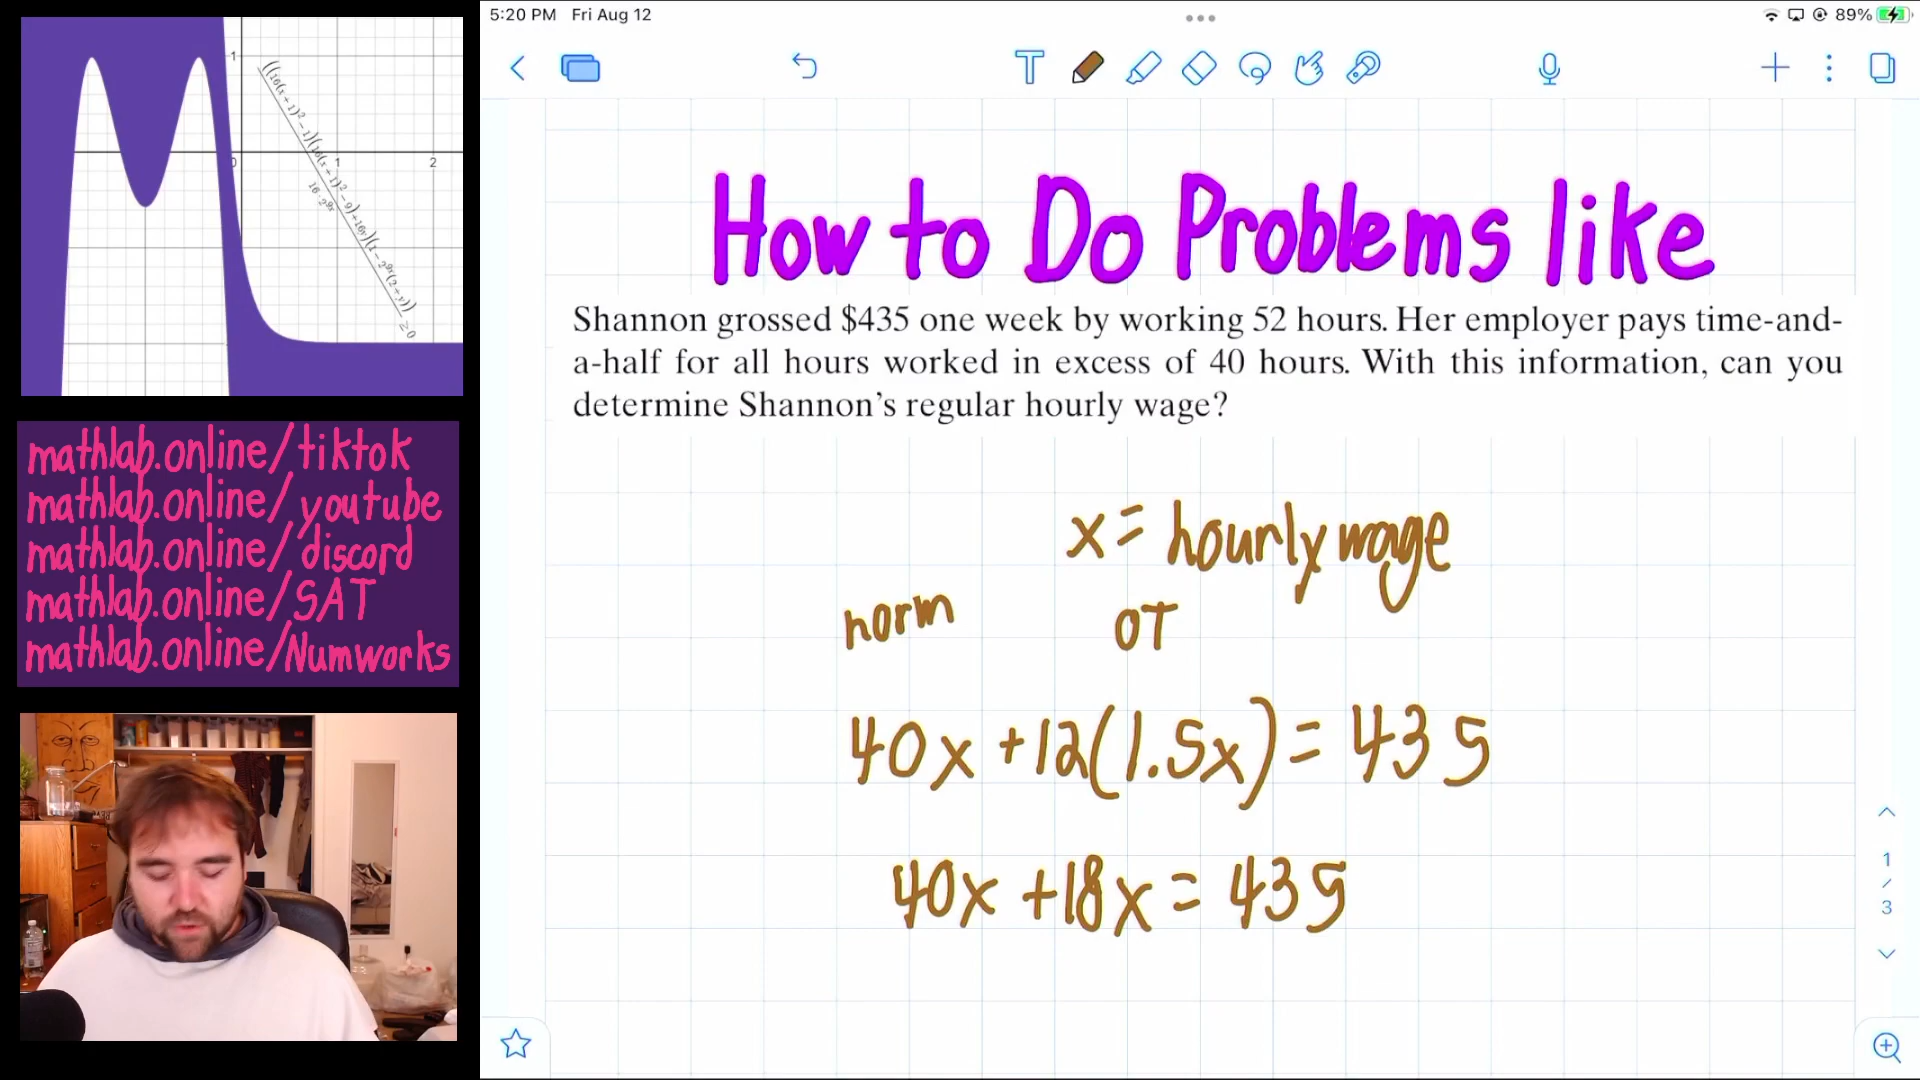 5:20 PM Fri Aug 12
89%
1
0
1
2
How to Do Problems like
Shannon grossed $435 one week by working 52 hours. Her employer pays time-and-
a-half for all hours worked in excess of 40 hours. With this information, can you
determine Shannon's regular hourly wage?
mathlab.online/tiktok
mathlab.online/youtube
mathlab.online/discord
mathlab.online/SAT
mathlab.online/Numworks
x = hourly wage
norm OT
40x +12(1.5x) = 435
40x +18x = 435
1
/
3